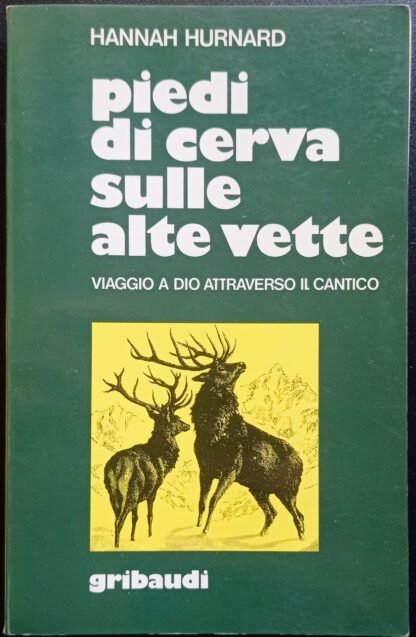 HANNAH HURNARD
piedi
di cerva
sulle
alte vette
VIAGGIO A DIO ATTRAVERSO IL CANTICO
gribaudi